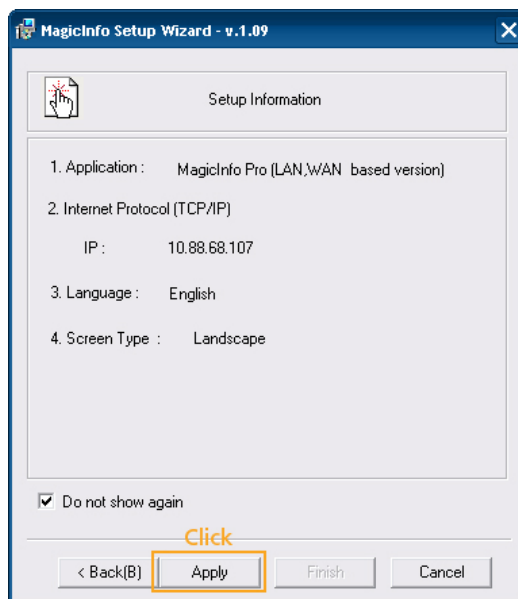 MagicInfo Setup Wizard - v.1.09
Setup Information
1. Application : MagicInfo Pro (LAN,WAN based version)
2. Internet Protocol (TCP/IP)
IP : 10.88.68.107
3. Language : English
4. Screen Type : Landscape
Do not show again
Click
< Back(B) Apply Finish Cancel